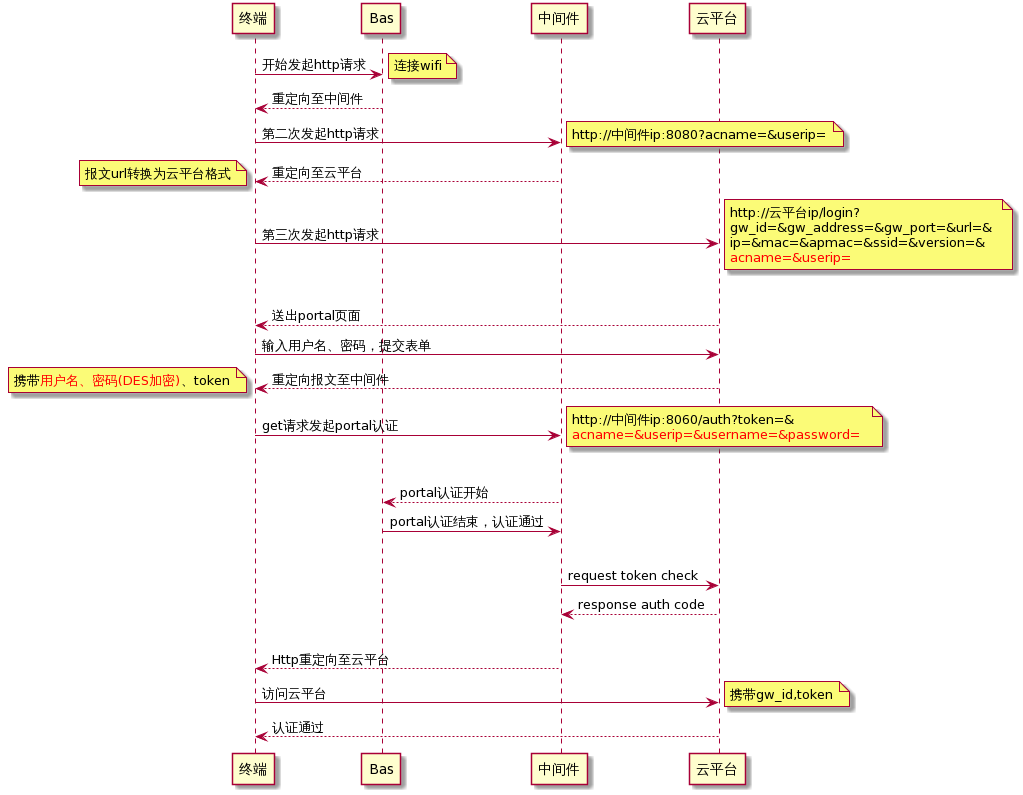 终端
Bas
中间件
云平台
开始发起http请求
连接wifi
重定向至中间件
第二次发起http请求
http://中间件ip:8080?acname=&userip=
报文url转换为云平台格式
重定向至云平台
第三次发起http请求
http://云平台ip/login?
gw_id=&gw_address=&gw_port=&url=&
ip=&mac=&apmac=&ssid=&version=&
acname=&userip=
送出portal页面
输入用户名、密码，提交表单
携带用户名、密码(DES加密)、token
重定向报文至中间件
get请求发起portal认证
http://中间件ip:8060/auth?token=&
acname=&userip=&username=&password=
portal认证开始
portal认证结束，认证通过
request token check
response auth code
Http重定向至云平台
访问云平台
携带gw_id,token
认证通过
终端
Bas
中间件
云平台